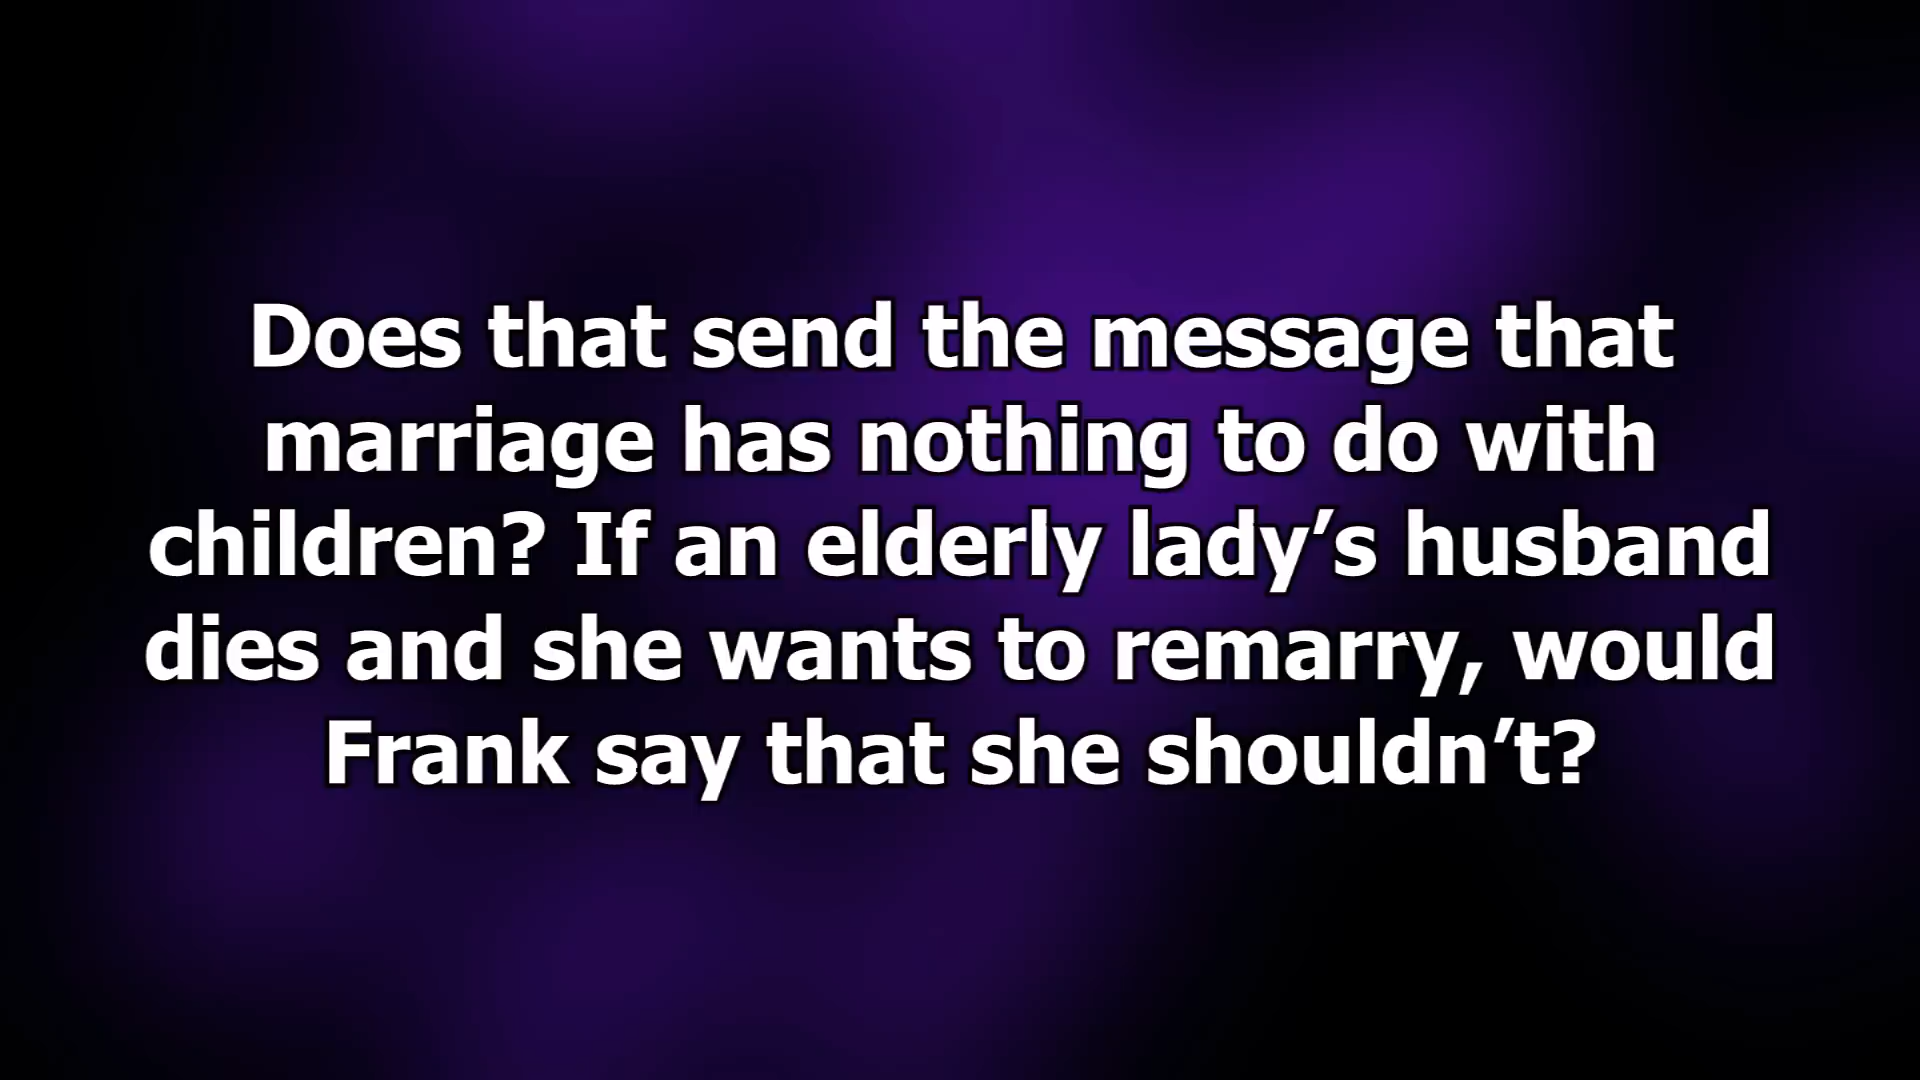 Does that send the message that
marriage has nothing to do with
children? If an elderly lady’s husband
dies and she wants to remarry, would
Frank say that she shouldn’t?